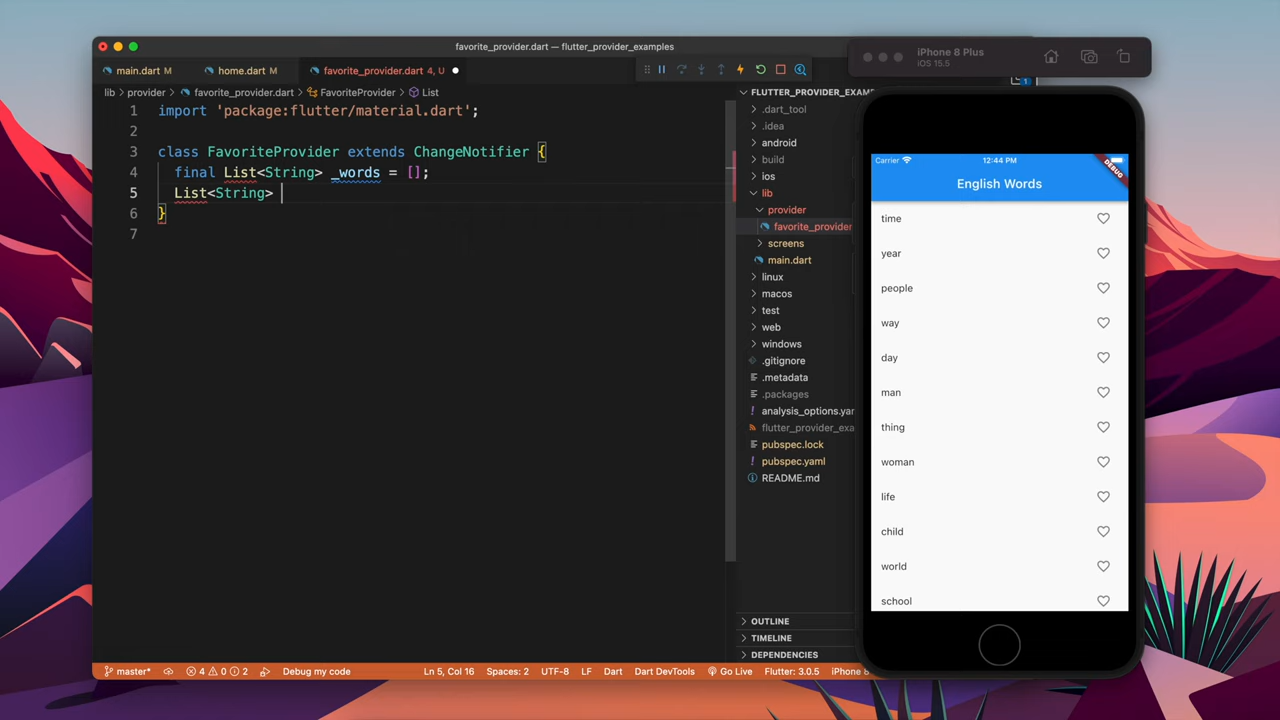 favorite_provider.dart — flutter_provider_examples
main.dart M
home.dart M
favorite_provider.dart 4, U
lib > provider > favorite_provider.dart > FavoriteProvider > List
1 import 'package:flutter/material.dart';
2
3 class FavoriteProvider extends ChangeNotifier {
4 final List<String> _words = [];
5 List<String>
6 }
7
FLUTTER_PROVIDER_EXAM
.dart_tool
.idea
android
build
ios
lib
provider
favorite_provider
screens
main.dart
linux
macos
test
web
windows
.gitignore
.metadata
.packages
analysis_options.yar
flutter_provider_exa
pubspec.lock
pubspec.yaml
README.md
OUTLINE
TIMELINE
DEPENDENCIES
master* 4 0 2 Debug my code Ln 5, Col 16 Spaces: 2 UTF-8 LF Dart Dart DevTools Go Live Flutter: 3.0.5 iPhone 8
iPhone 8 Plus
iOS 15.5
Carrier 12:44 PM
DEBUG
English Words
time
year
people
way
day
man
thing
woman
life
child
world
school